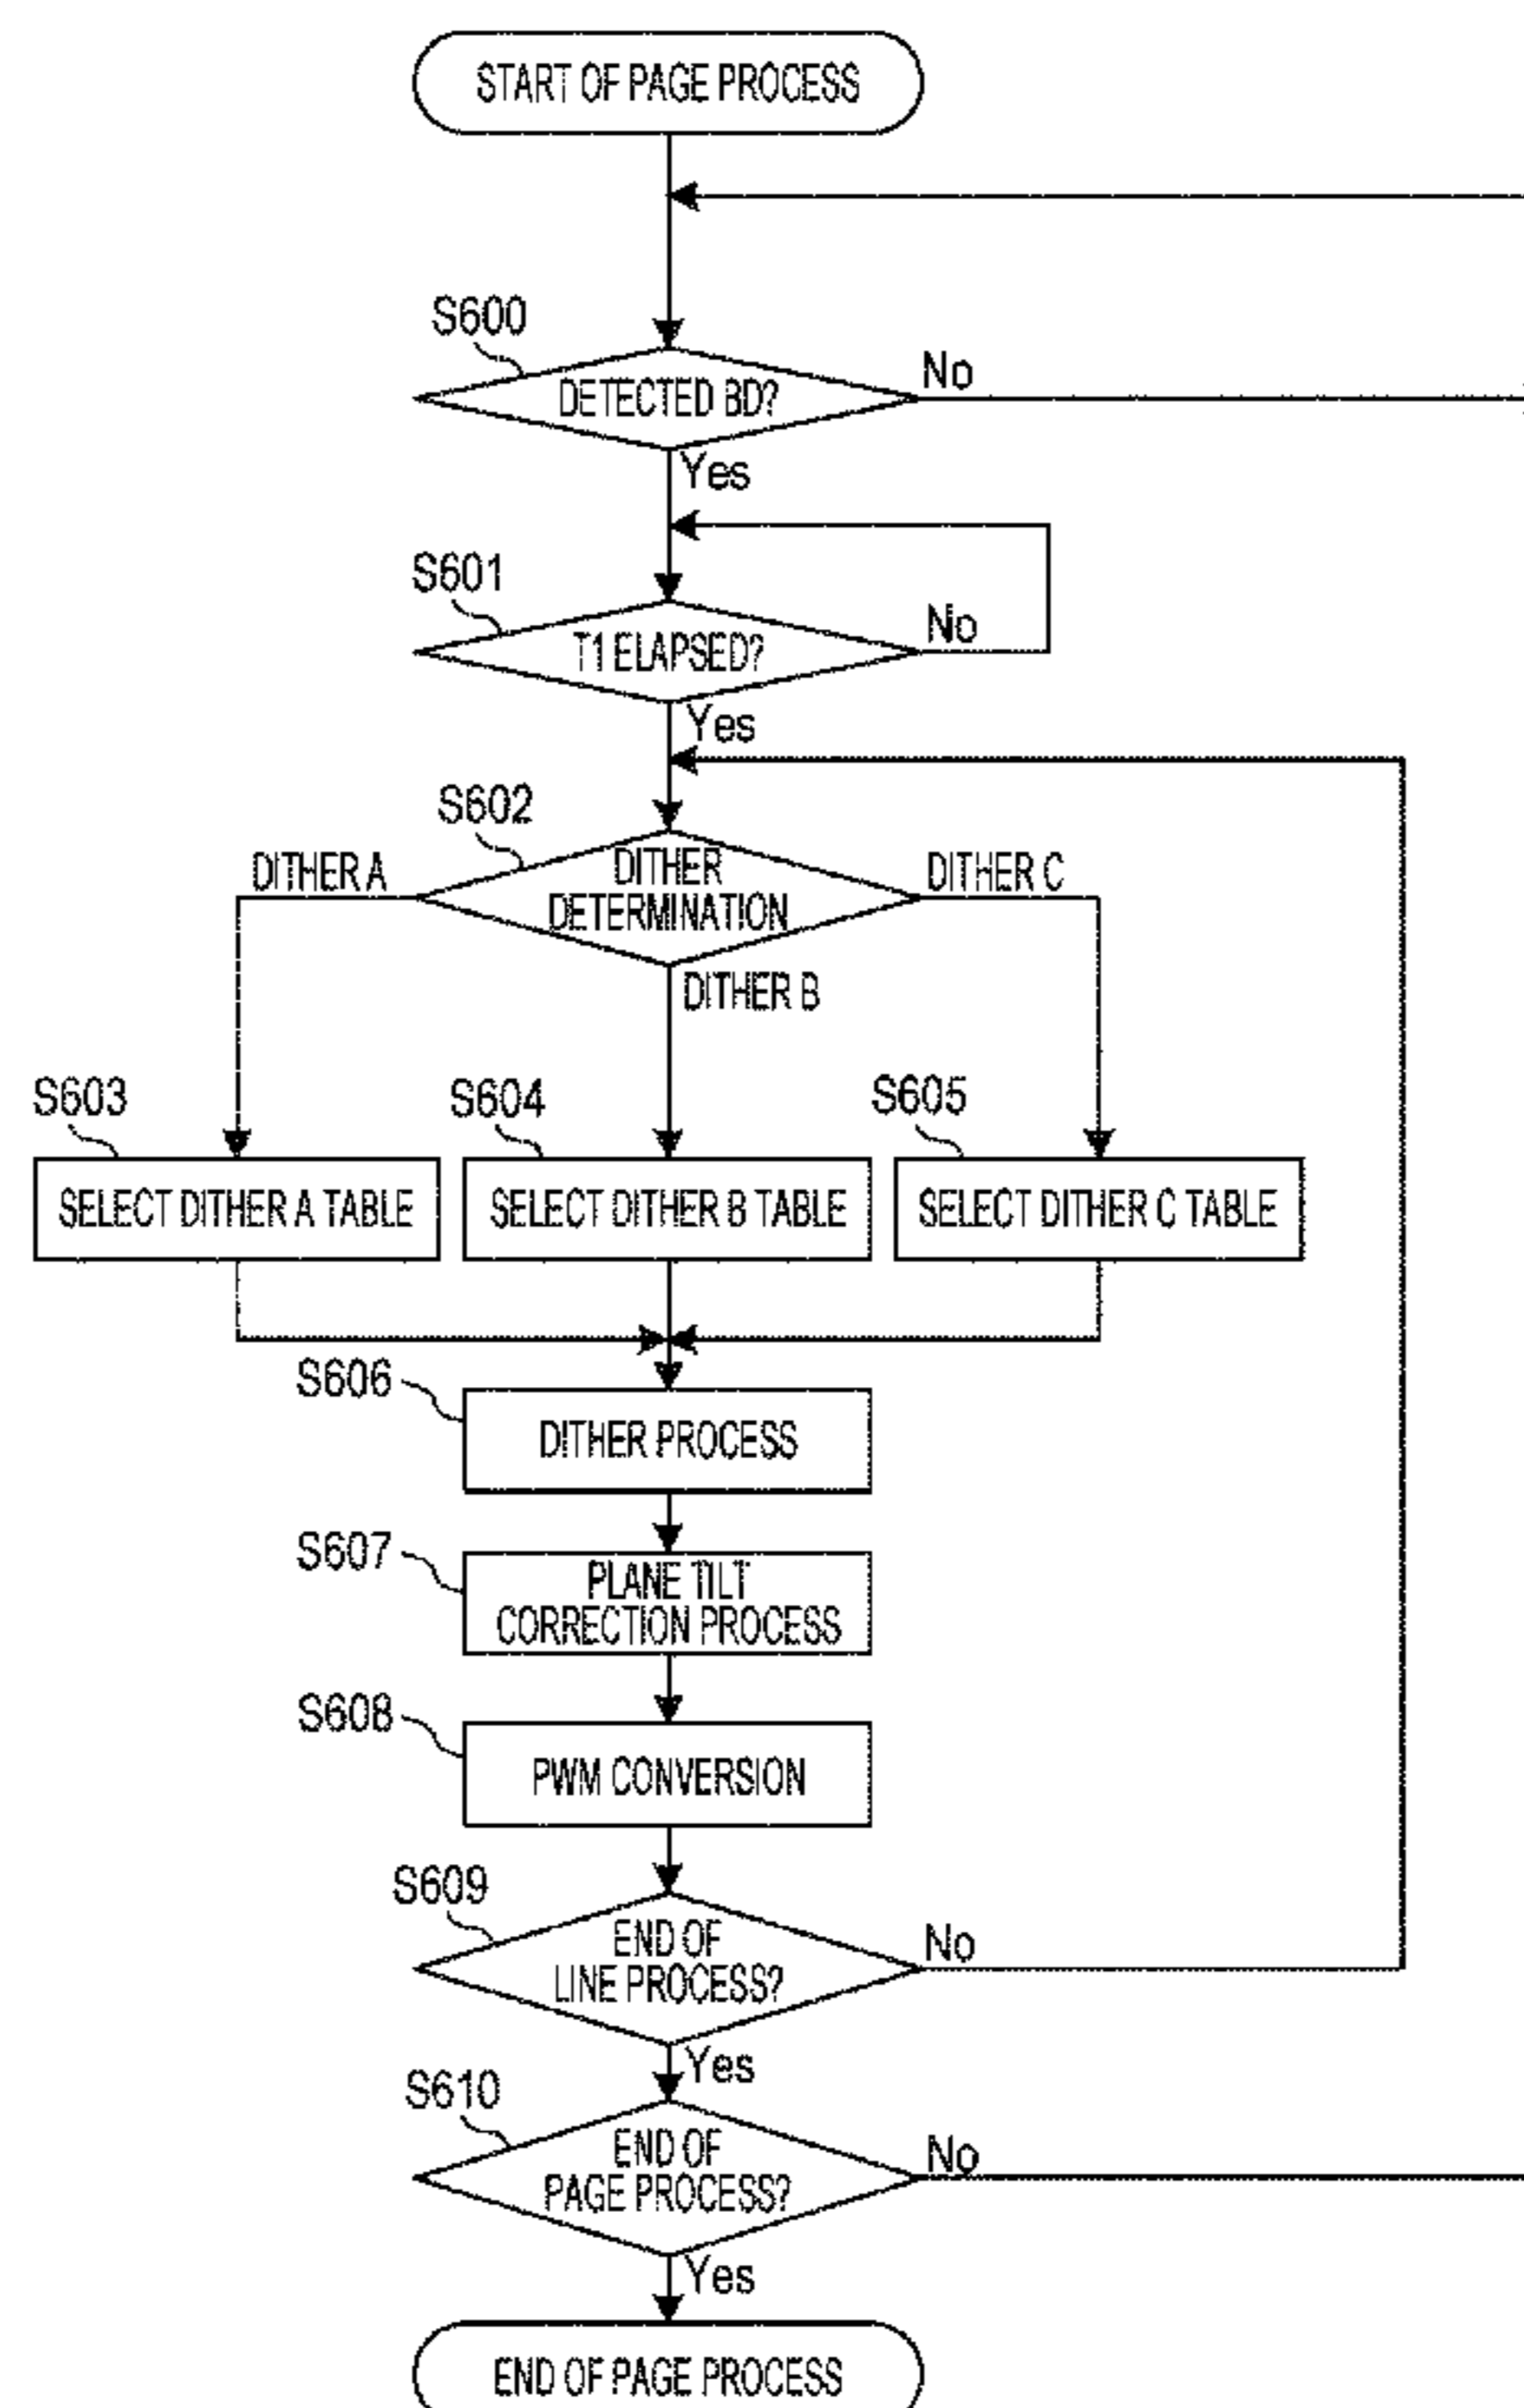 START OF PAGE PROCESS
S600
DETECTED BD?
No
Yes
S601
T1 ELAPSED?
No
Yes
S602
DITHER A
DITHER
DETERMINATION
DITHER C
DITHER B
S603
S604
S605
SELECT DITHER A TABLE
SELECT DITHER B TABLE
SELECT DITHER C TABLE
S606
DITHER PROCESS
S607
PLANE TILT
CORRECTION PROCESS
S608
PWM CONVERSION
S609
END OF
LINE PROCESS?
No
Yes
S610
END OF
PAGE PROCESS?
No
Yes
END OF PAGE PROCESS